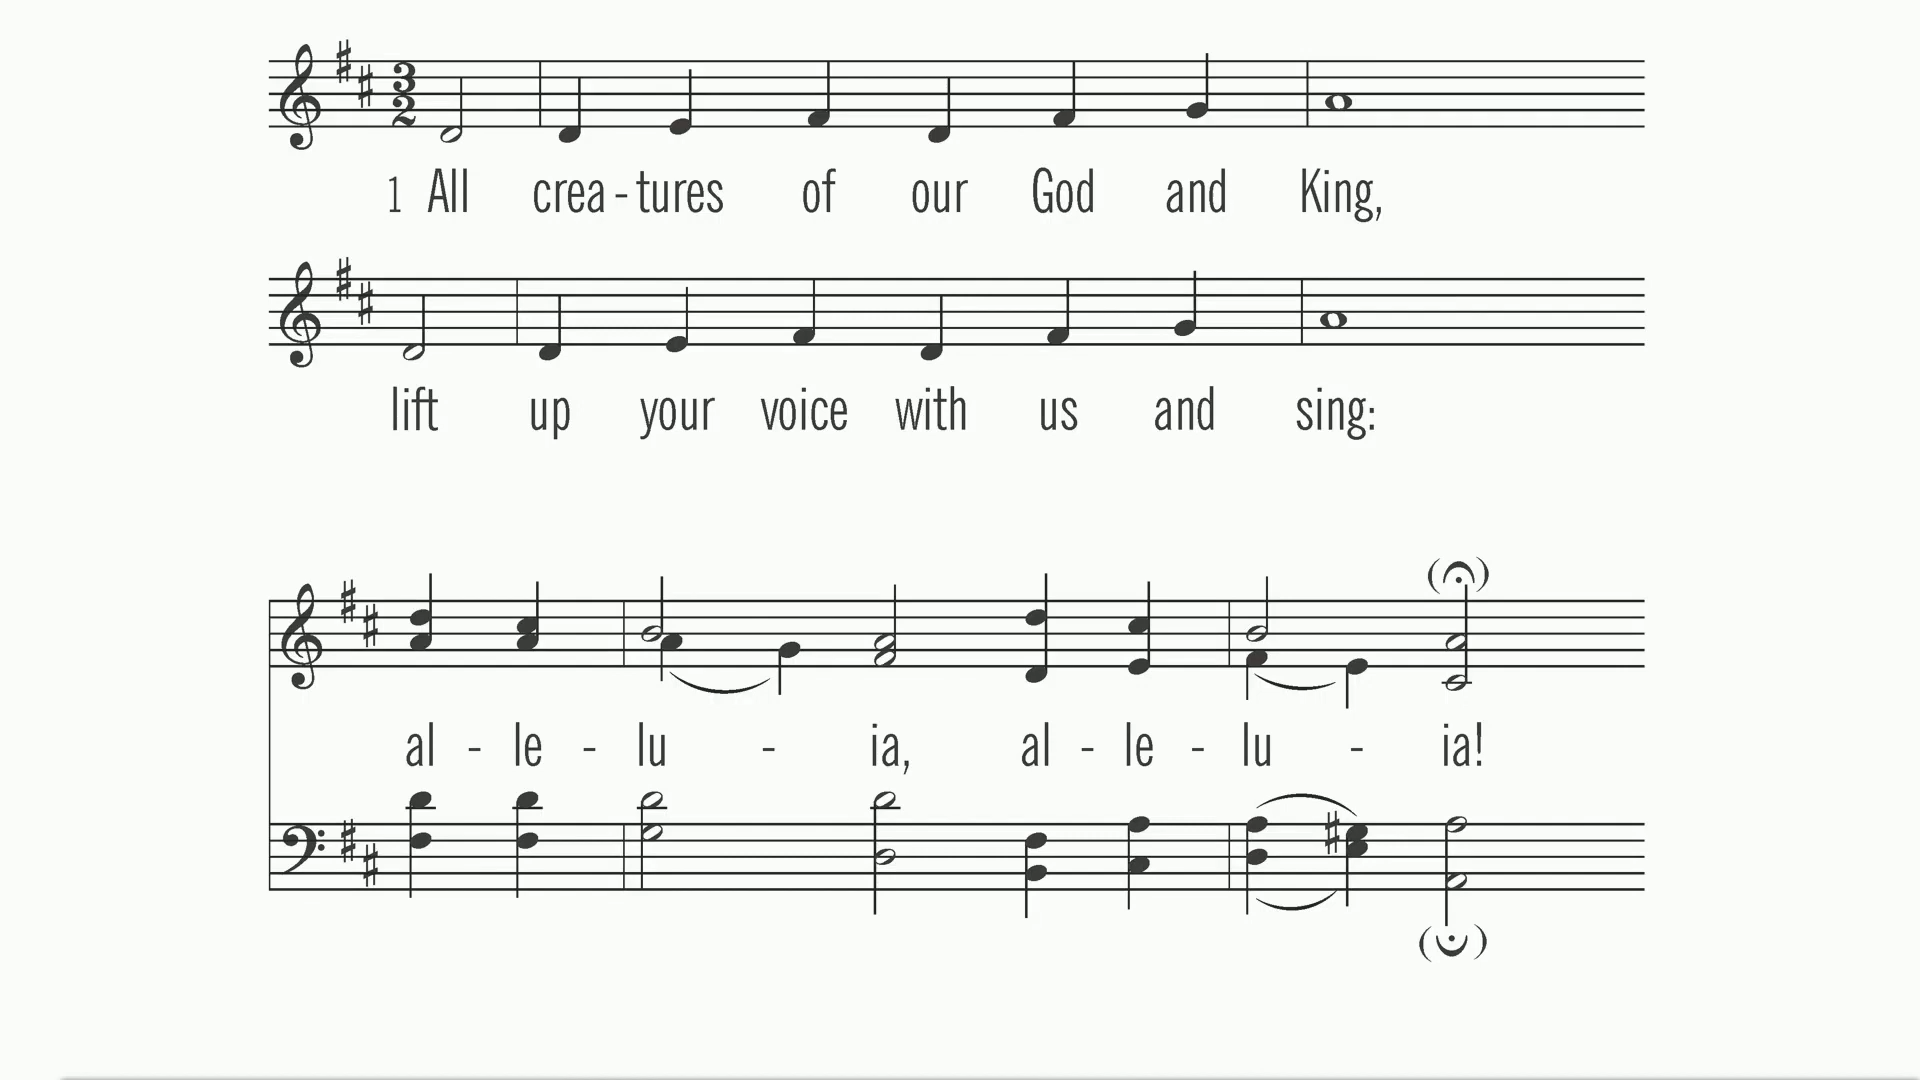 1 All crea - tures of our God and King,
lift up your voice with us and sing:
al - le - lu - ia, al - le - lu - ia!